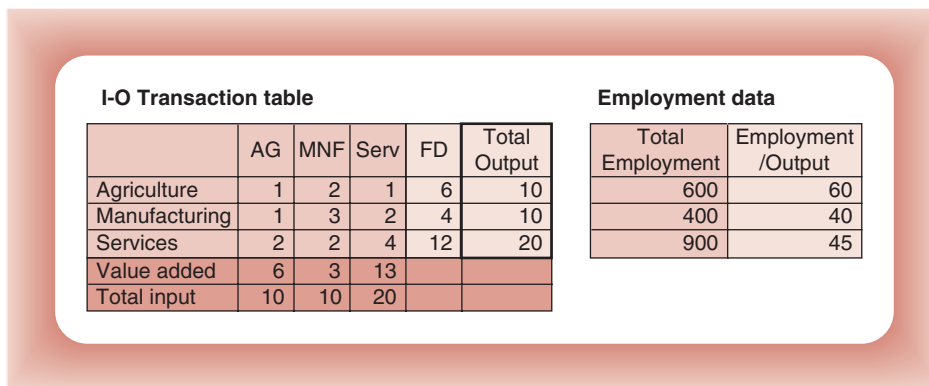 I-O Transaction table
AG MNF Serv FD Total Output
Agriculture 1 2 1 6 10
Manufacturing 1 3 2 4 10
Services 2 2 4 12 20
Value added 6 3 13
Total input 10 10 20
Employment data
Total Employment Employment /Output
600 60
400 40
900 45